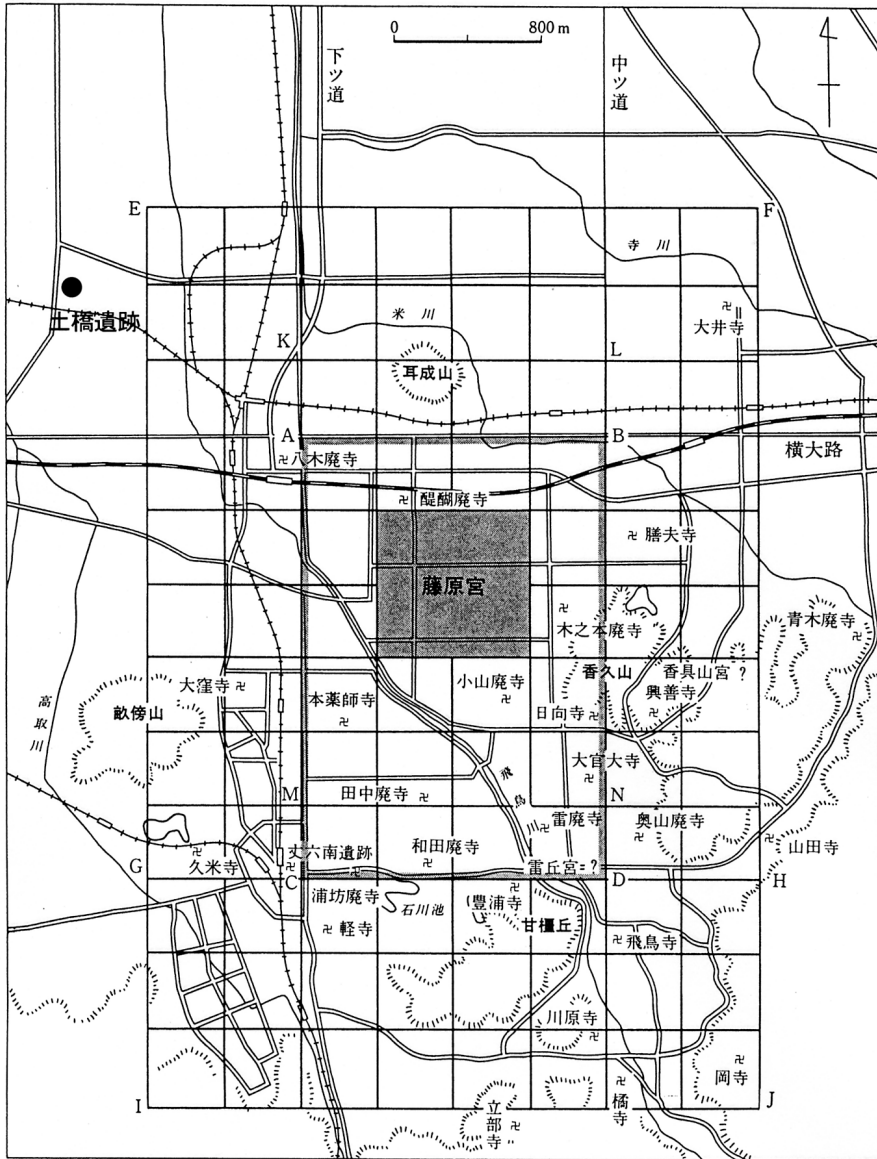 0 800m
下ツ道
中ツ道
E
F
寺川
土橋遺跡
米川
大井寺
K
L
耳成山
A
B
横大路
八木廃寺
醍醐廃寺
膳夫寺
藤原宮
木之本廃寺
青木廃寺
大窪寺
本薬師寺
小山廃寺
香久山
香具山宮?
興善寺
高取川
畝傍山
日向寺
大官大寺
飛鳥川
M
田中廃寺
N
雷廃寺
奥山廃寺
山田寺
G
久米寺
丈六南遺跡
和田廃寺
雷丘宮=?
C
D
H
浦坊廃寺
石川池
豊浦寺
軽寺
甘橿丘
飛鳥寺
川原寺
岡寺
I
立部寺
橘寺
J